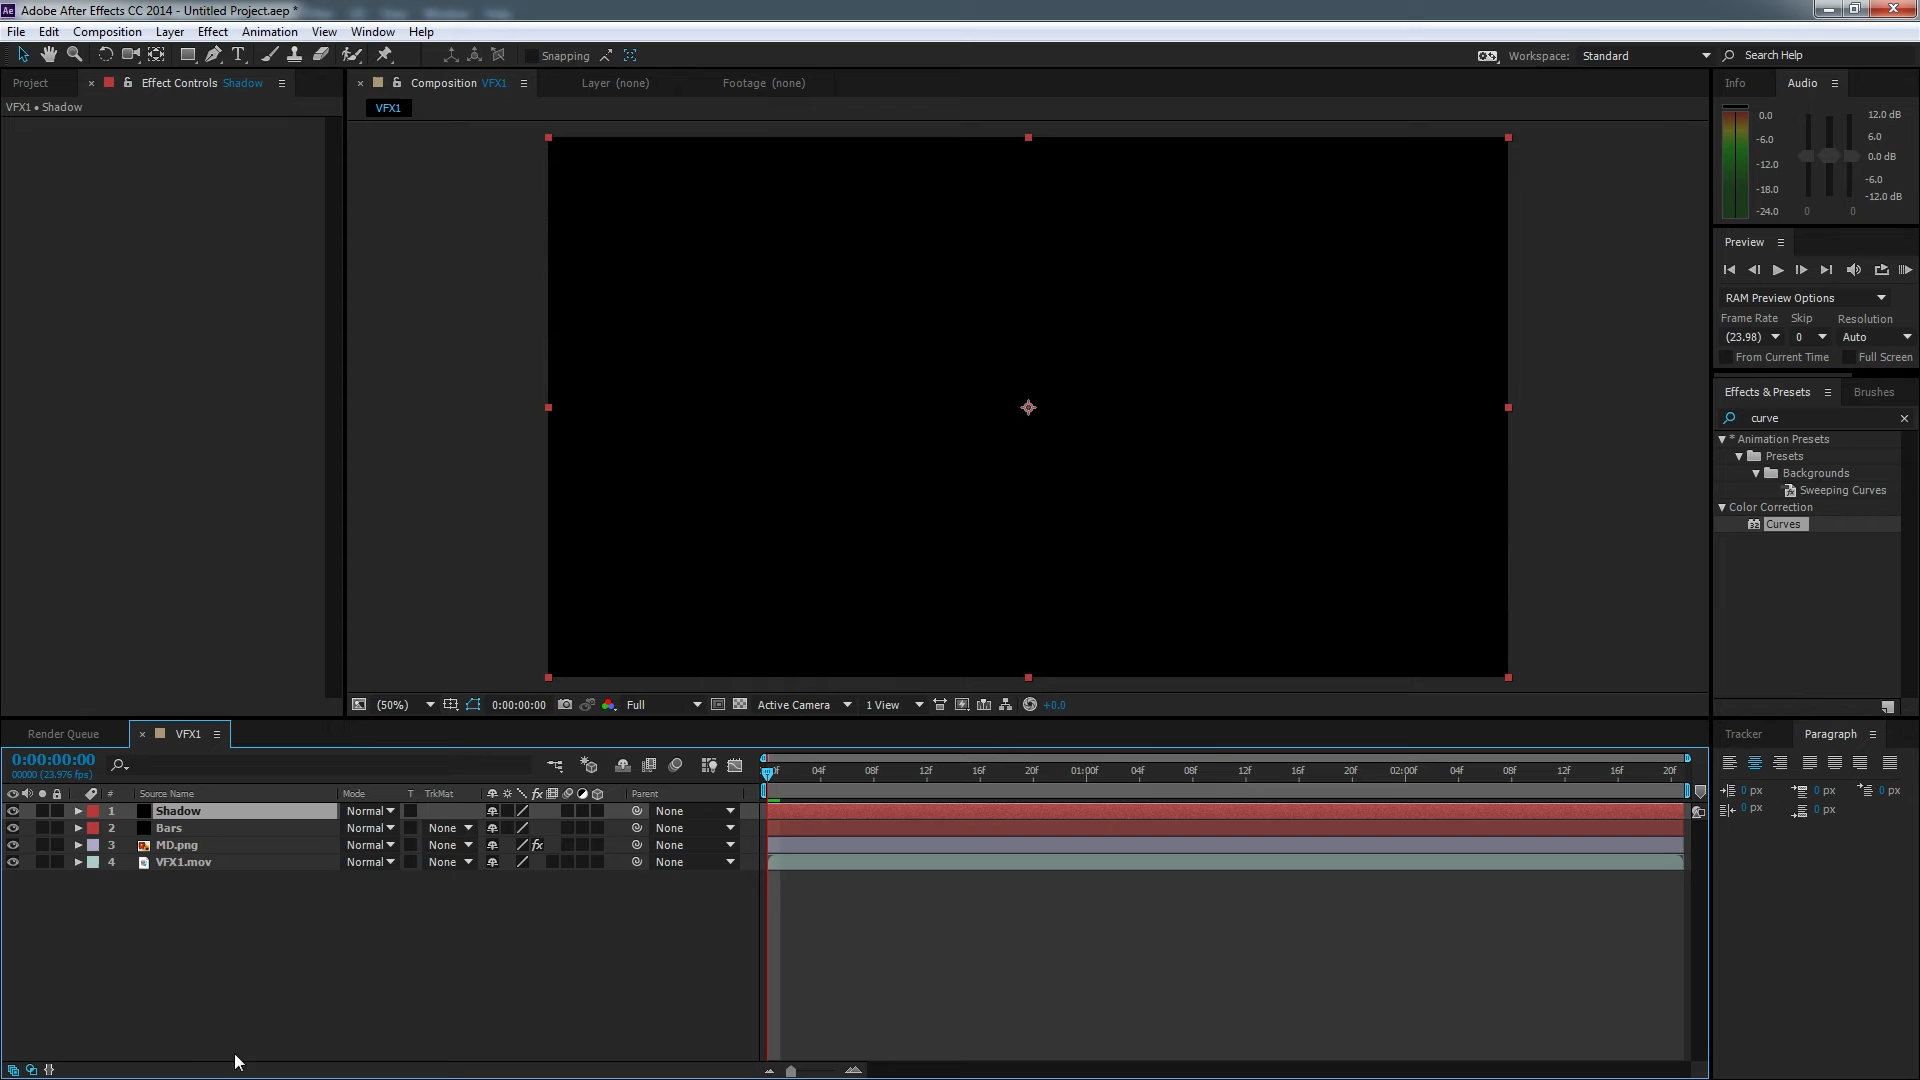 Ae Adobe After Effects CC 2014 - Untitled Project.aep *
File Edit Composition Layer Effect Animation View Window Help
T Snapping Workspace: Standard Search Help
Project × Effect Controls Shadow × Composition VFX1 Layer (none) Footage (none) Info Audio
VFX1 • Shadow
VFX1
0.0 12.0 dB
-6.0 6.0
-12.0 0.0 dB
-18.0 -6.0
-24.0 -12.0 dB
0 0
Preview
RAM Preview Options
Frame Rate Skip Resolution
(23.98) 0 Auto
From Current Time Full Screen
Effects & Presets Brushes
curve
* Animation Presets
Presets
Backgrounds
Sweeping Curves
Color Correction
32 Curves
(50%) 0:00:00:00 Full Active Camera 1 View +0.0
Render Queue × VFX1 Tracker Paragraph
0:00:00:00
00000 (23.976 fps)
04f 08f 12f 16f 20f 01:00f 04f 08f 12f 16f 20f 02:00f 04f 08f 12f 16f 20f
# Source Name Mode T TrkMat fx Parent
1 Shadow Normal None
2 Bars Normal None None
3 MD.png Normal None fx None
4 VFX1.mov Normal None None
0 px 0 px 0 px
0 px 0 px